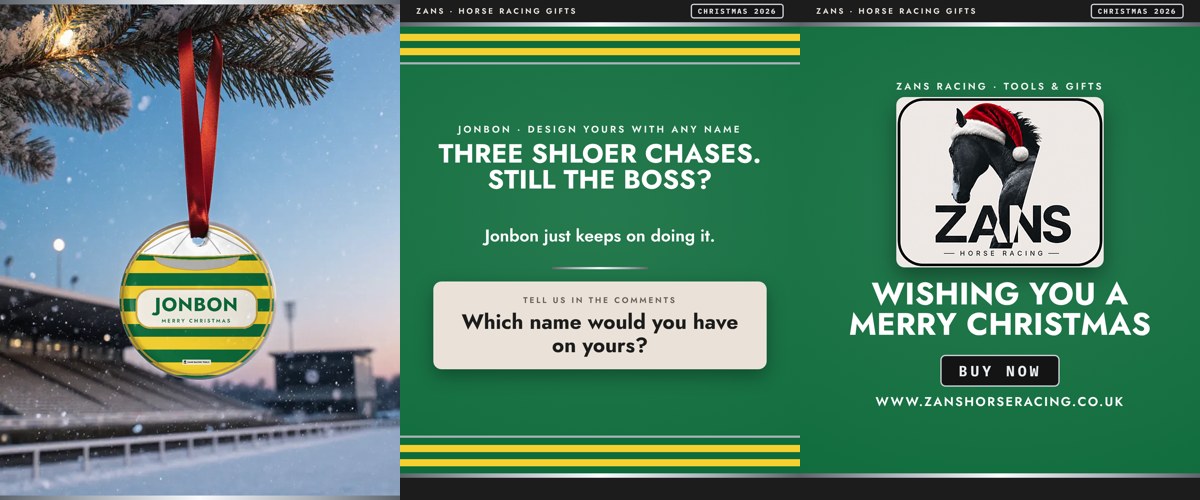 JONBON
MERRY CHRISTMAS
ZANS · HORSE RACING GIFTS
CHRISTMAS 2026
JONBON · DESIGN YOURS WITH ANY NAME
THREE SHLOER CHASES.
STILL THE BOSS?
Jonbon just keeps on doing it.
TELL US IN THE COMMENTS
Which name would you have
on yours?
ZANS · HORSE RACING GIFTS
CHRISTMAS 2026
ZANS RACING · TOOLS & GIFTS
ZANS
HORSE RACING
WISHING YOU A
MERRY CHRISTMAS
BUY NOW
WWW.ZANSHORSERACING.CO.UK